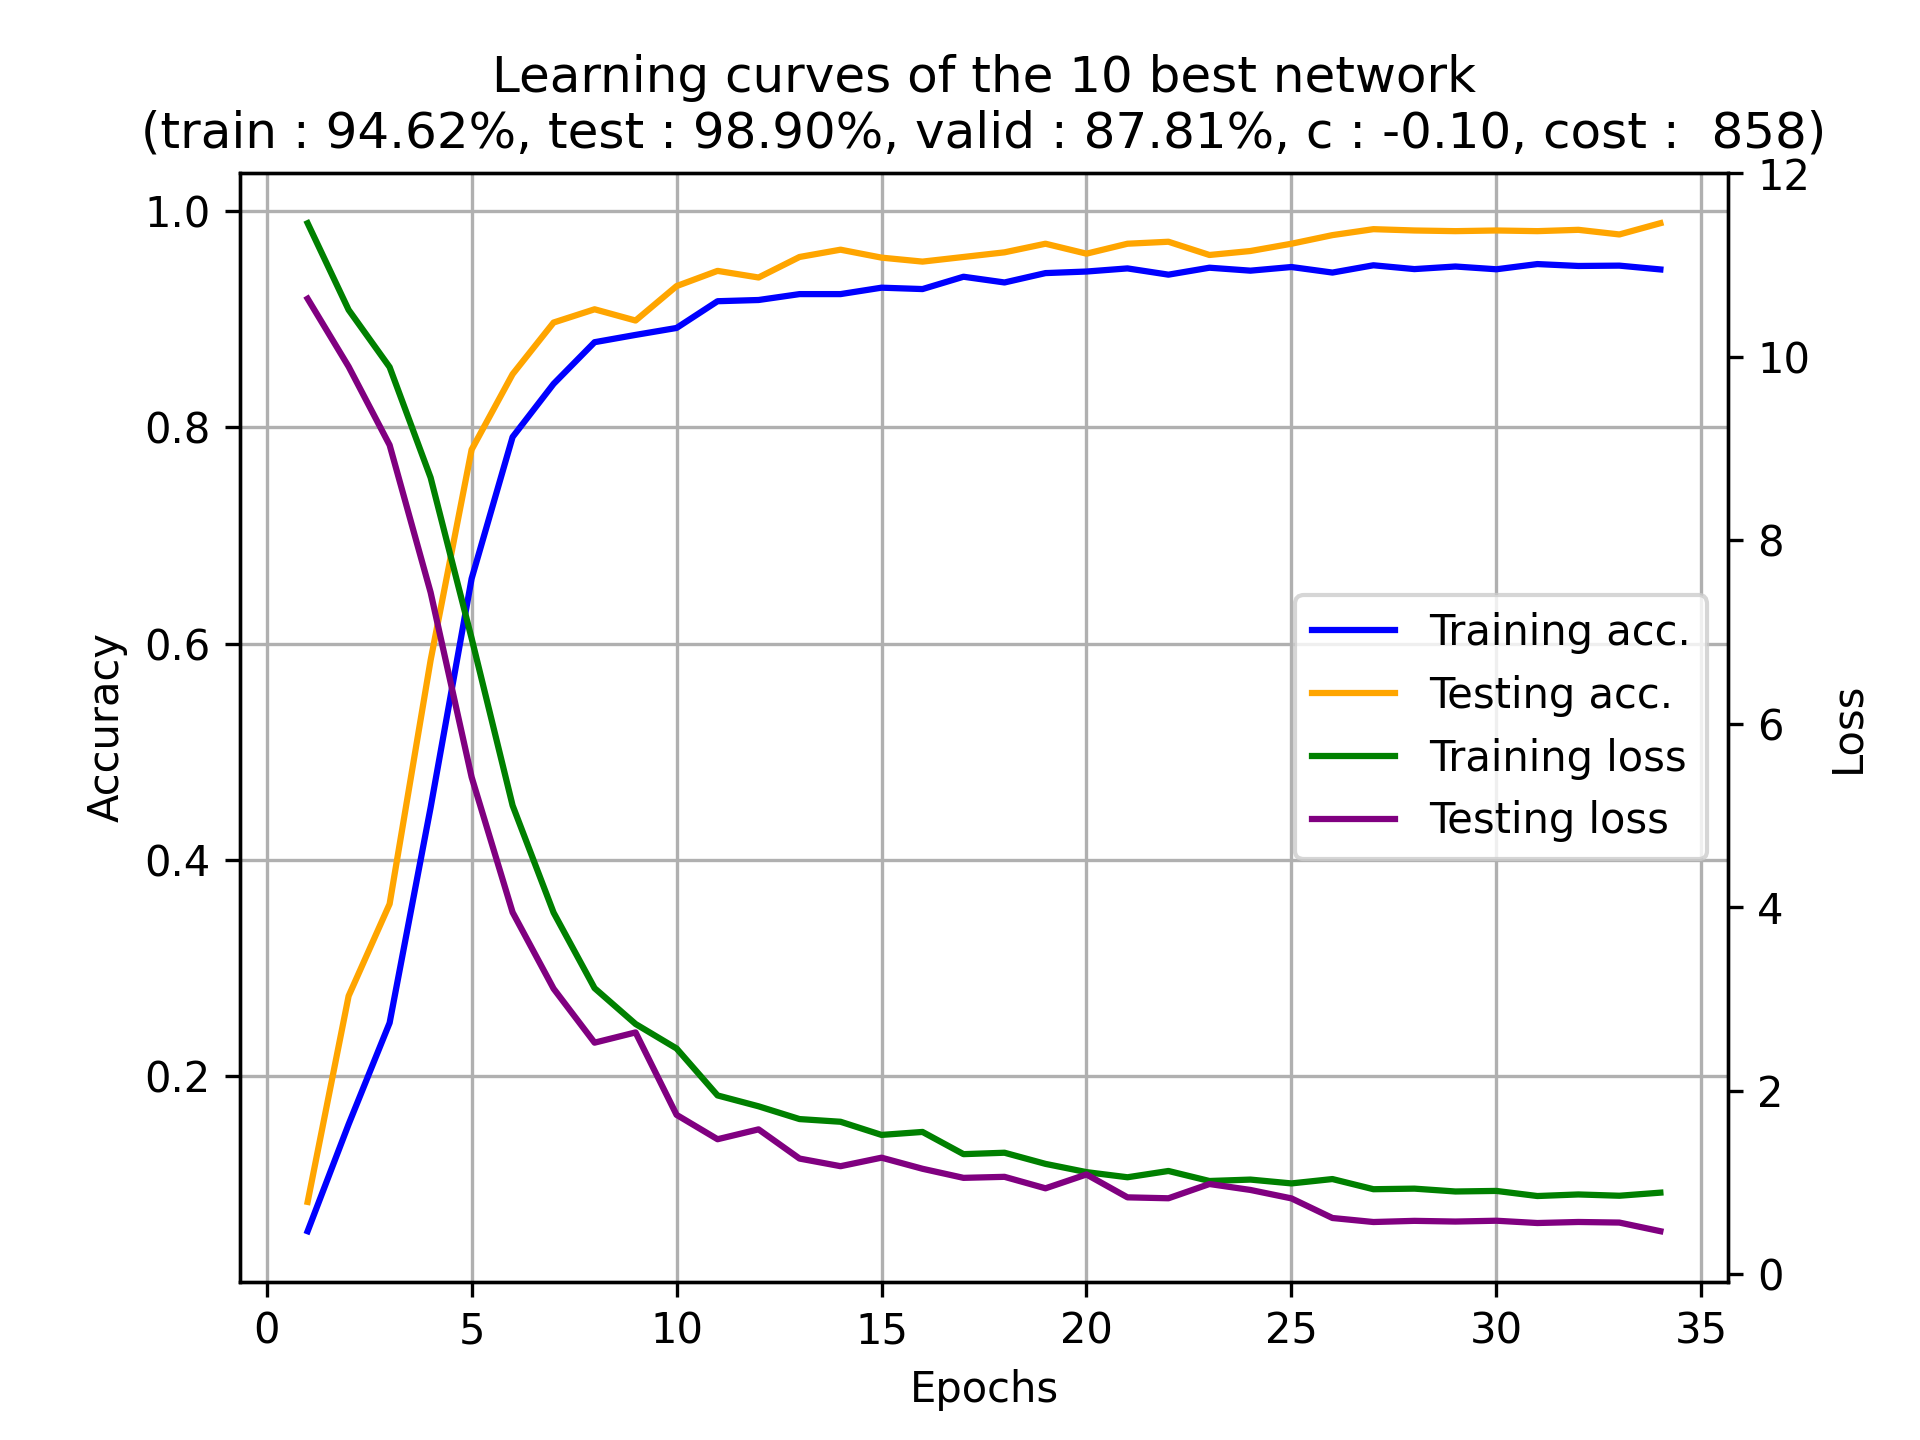 Learning curves of the 10 best network
(train : 94.62%, test : 98.90%, valid : 87.81%, c : -0.10, cost :  858)
12
1.0
10
0.8
8
0.6
6
0.4
4
0.2
2
0
Accuracy
Loss
Training acc.
Testing acc.
Training loss
Testing loss
0 5 10 15 20 25 30 35
Epochs